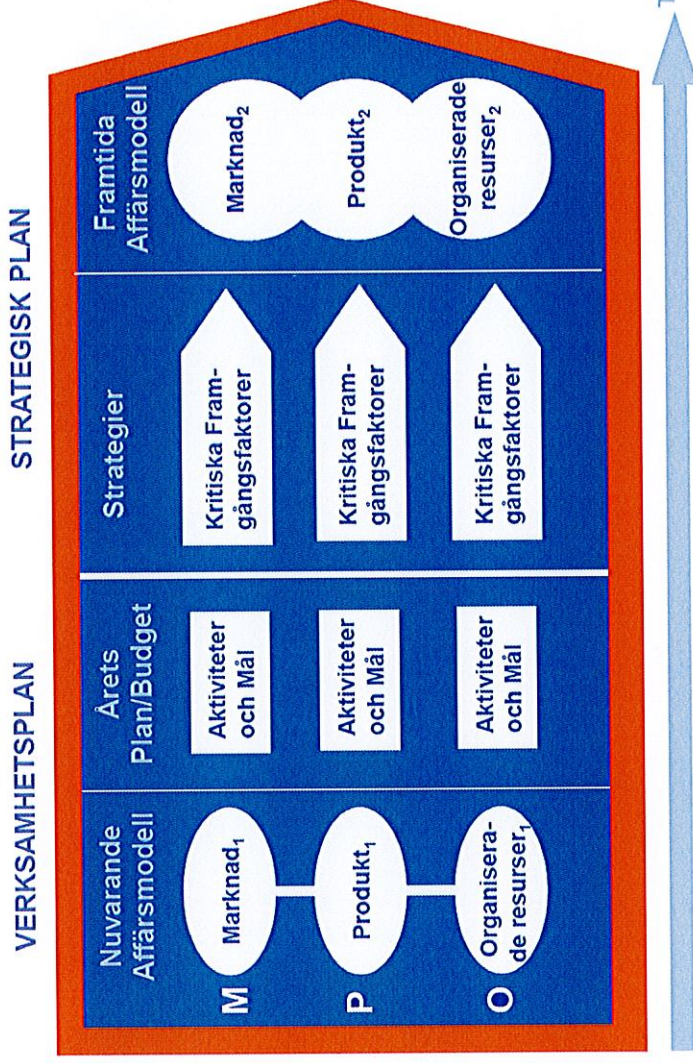 VERKSAMHETSPLAN
STRATEGISK PLAN
Nuvarande
Affärsmodell
Årets
Plan/Budget
Strategier
Framtida
Affärsmodell
M
Marknad₁
Aktiviteter
och Mål
Kritiska Fram-
gångsfaktorer
Marknad₂
P
Produkt₁
Aktiviteter
och Mål
Kritiska Fram-
gångsfaktorer
Produkt₂
O
Organisera-
de resurser₁
Aktiviteter
och Mål
Kritiska Fram-
gångsfaktorer
Organiserade
resurser₂